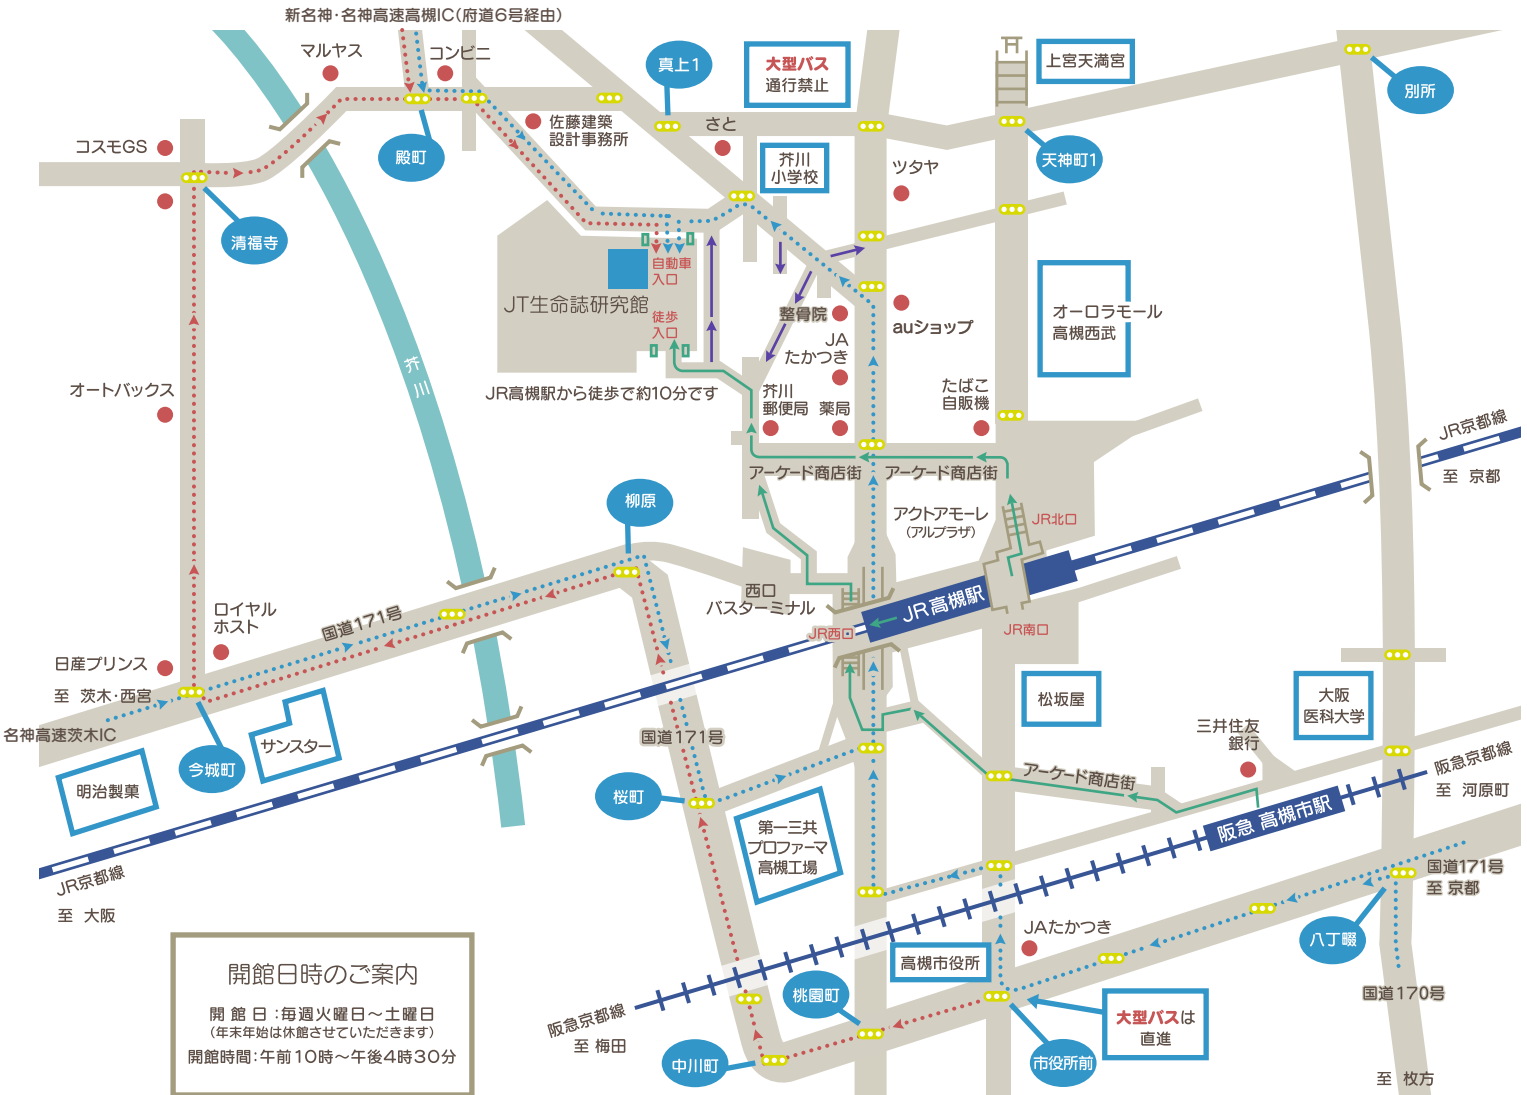 新名神・名神高速高槻IC(府道6号経由)
マルヤス
コンビニ
真上1
大型バス
通行禁止
上宮天満宮
別所
コスモGS
殿町
佐藤建築
設計事務所
さと
芥川
小学校
ツタヤ
天神町1
清福寺
自動車
入口
JT生命誌研究館
徒歩
入口
整骨院
auショップ
オーロラモール
高槻西武
JA
たかつき
芥川
オートバックス
JR高槻駅から徒歩で約10分です
芥川
郵便局
薬局
たばこ
自販機
JR京都線
至 京都
アーケード商店街
アーケード商店街
柳原
アクトアモーレ
(アルプラザ)
JR北口
ロイヤル
ホスト
国道171号
西口
バスターミナル
JR高槻駅
JR西口
JR南口
日産プリンス
至 茨木・西宮
名神高速茨木IC
サンスター
今城町
明治製菓
国道171号
松坂屋
大阪
医科大学
三井住友
銀行
アーケード商店街
阪急京都線
至 河原町
桜町
第一三共
プロファーマ
高槻工場
阪急 高槻市駅
JR京都線
至 大阪
国道171号
至 京都
JAたかつき
高槻市役所
八丁畷
国道170号
開館日時のご案内
開 館 日:毎週火曜日〜土曜日
(年末年始は休館させていただきます)
開館時間:午前10時〜午後4時30分
阪急京都線
至 梅田
桃園町
中川町
市役所前
大型バスは
直進
至 枚方